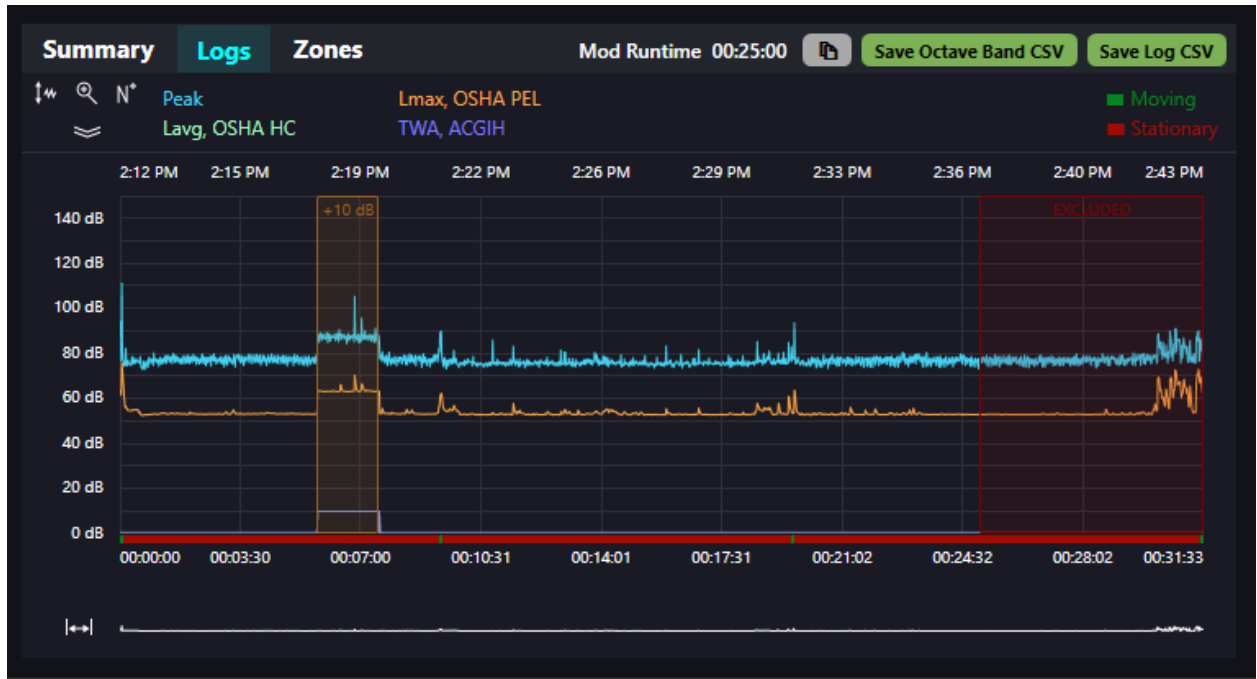 Summary Logs Zones Mod Runtime 00:25:00 Save Octave Band CSV Save Log CSV
N+ Peak Lmax, OSHA PEL Moving
Lavg, OSHA HC TWA, ACGIH Stationary
2:12 PM 2:15 PM 2:19 PM 2:22 PM 2:26 PM 2:29 PM 2:33 PM 2:36 PM 2:40 PM 2:43 PM
+10 dB EXCLUDED
140 dB
120 dB
100 dB
80 dB
60 dB
40 dB
20 dB
0 dB
00:00:00 00:03:30 00:07:00 00:10:31 00:14:01 00:17:31 00:21:02 00:24:32 00:28:02 00:31:33